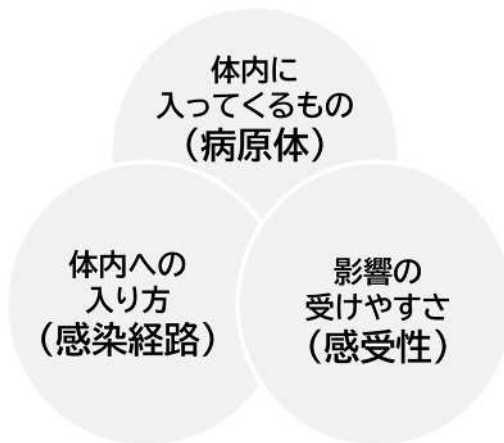 体内に
入ってくるもの
（病原体）
体内への
入り方
（感染経路）
影響の
受けやすさ
（感受性）